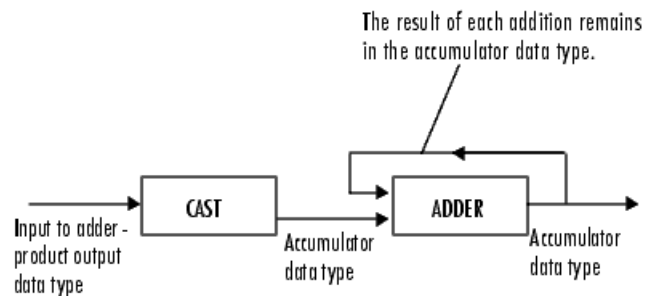 The result of each addition remains
in the accumulator data type.
CAST
ADDER
Input to adder -
product output
data type
Accumulator
data type
Accumulator
data type